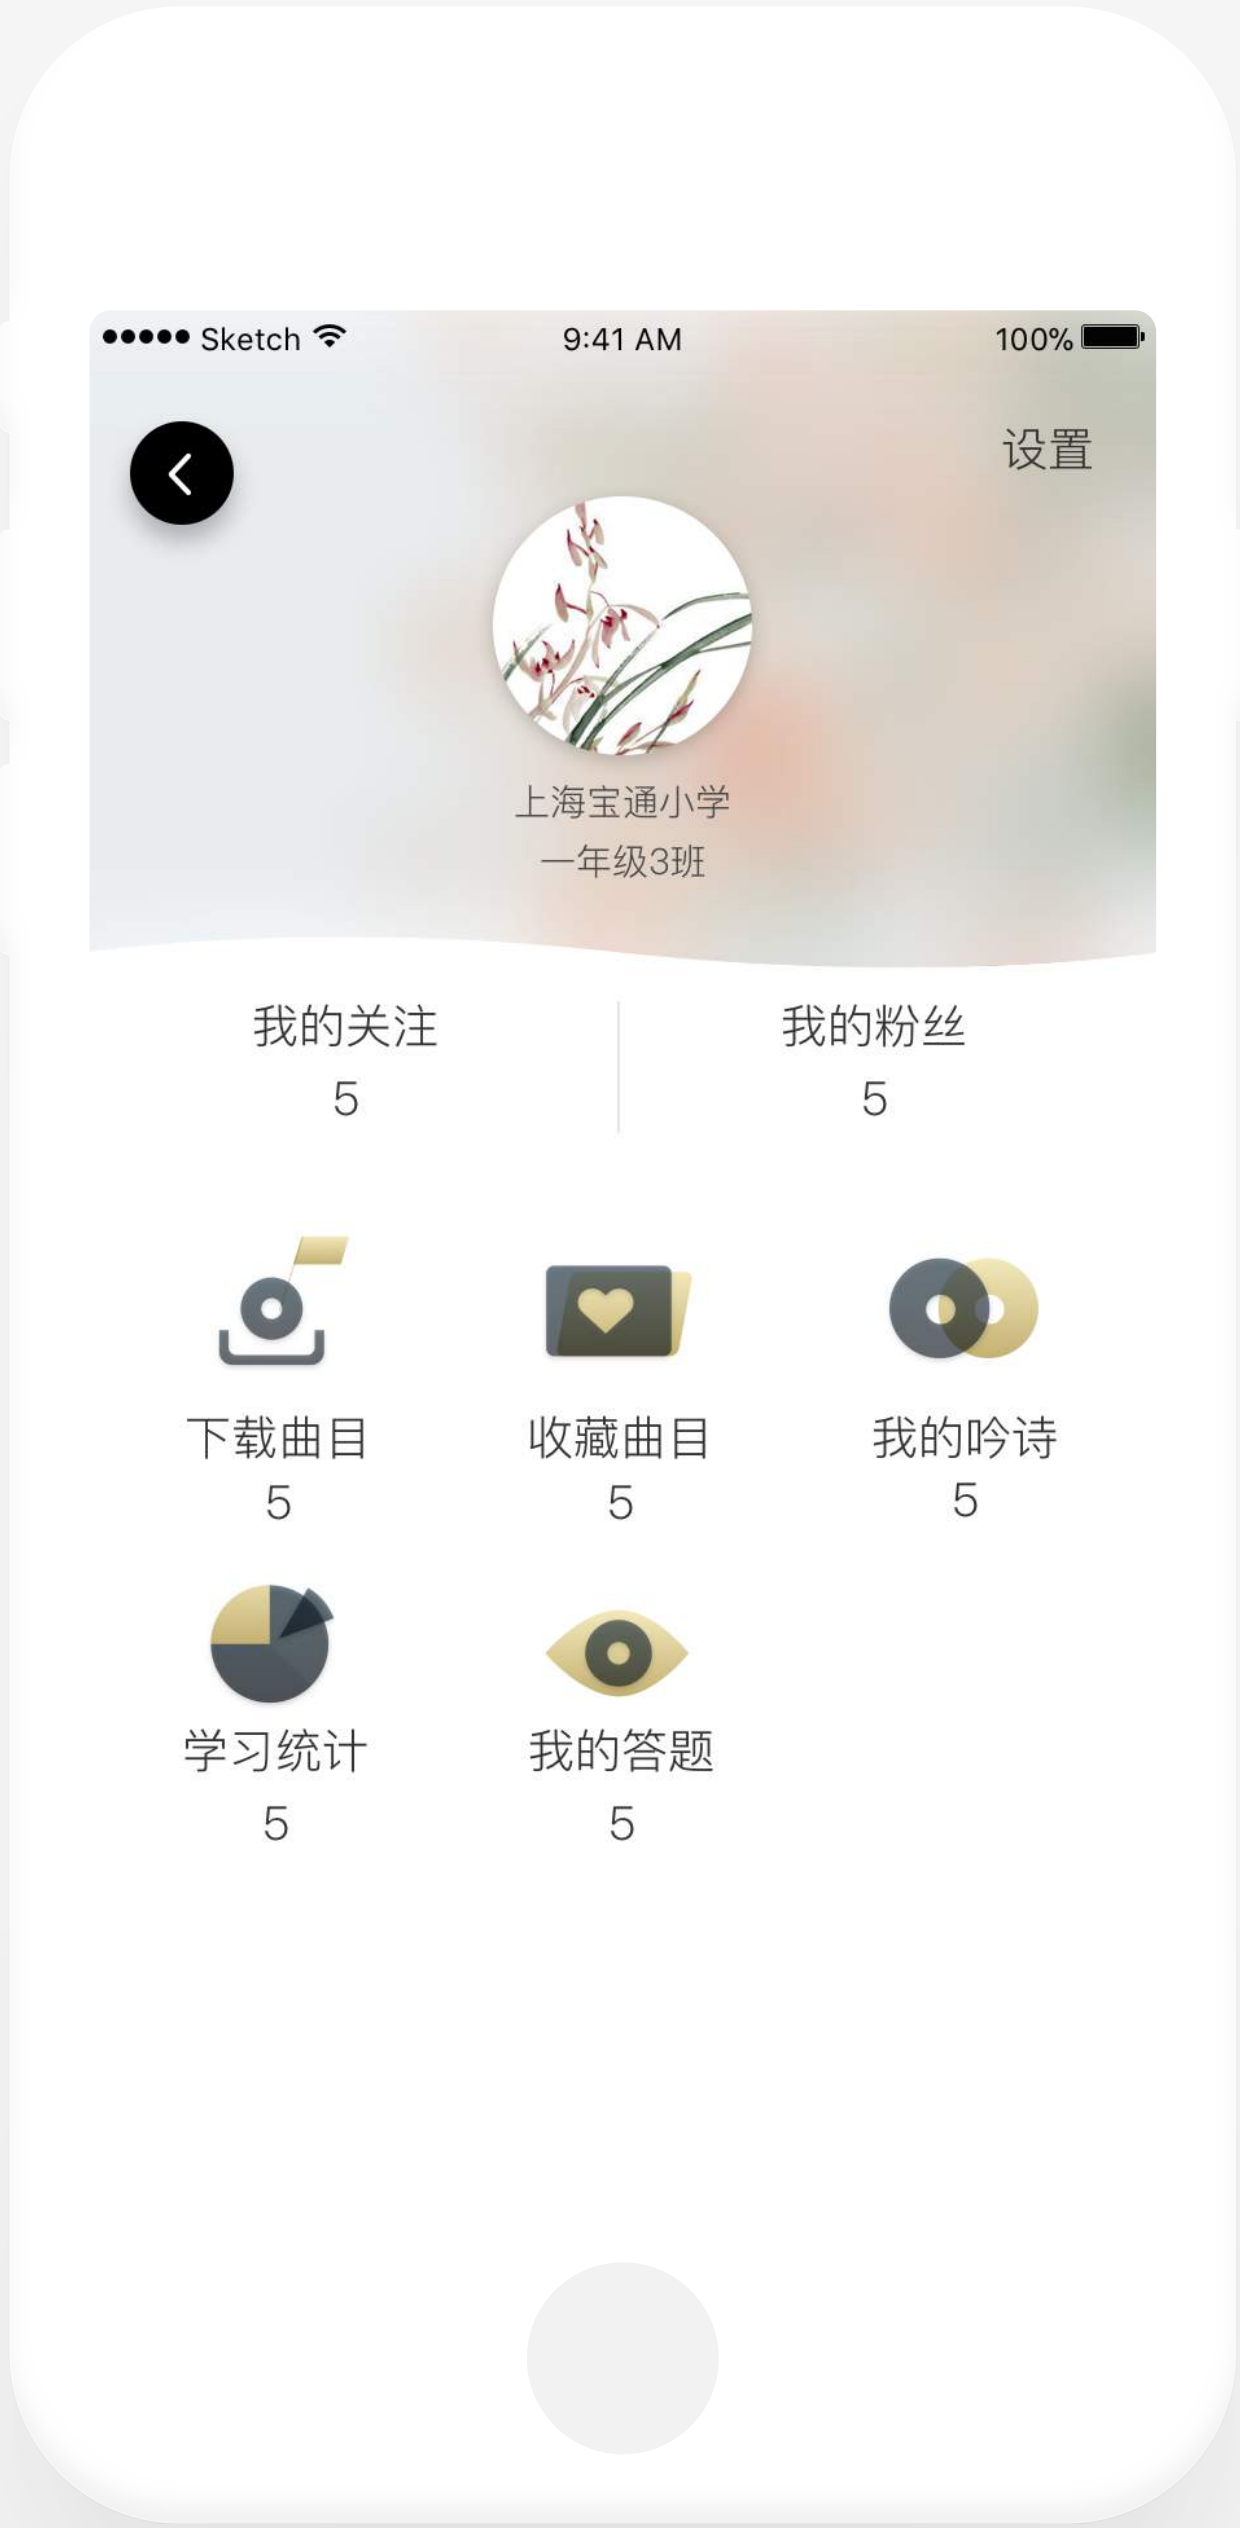 Sketch 9:41 AM 100%
设置
上海宝通小学
一年级3班
我的关注 我的粉丝
5 5
下载曲目 收藏曲目 我的吟诗
5 5 5
学习统计 我的答题
5 5